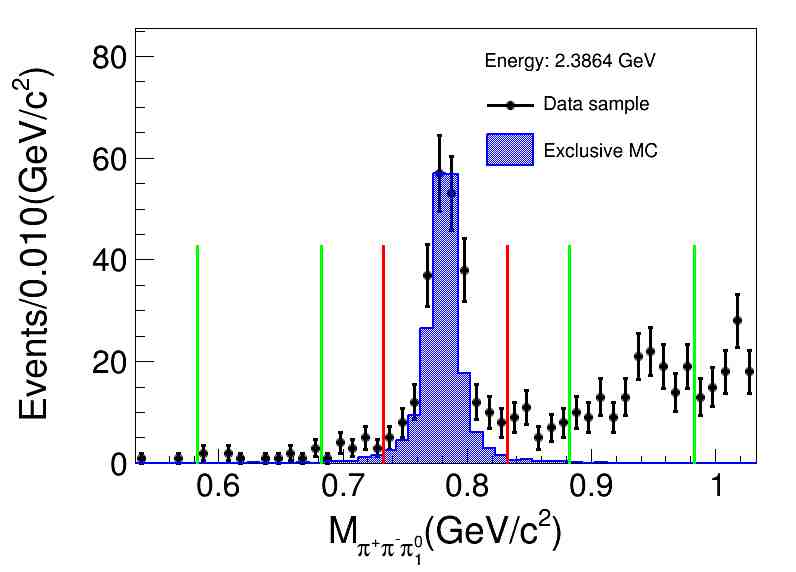 Energy: 2.3864 GeV
Data sample
Exclusive MC
Events/0.010(GeV/c²)
80
60
40
20
0
0.6 0.7 0.8 0.9 1
M_{π⁺π⁻π⁰₁}(GeV/c²)